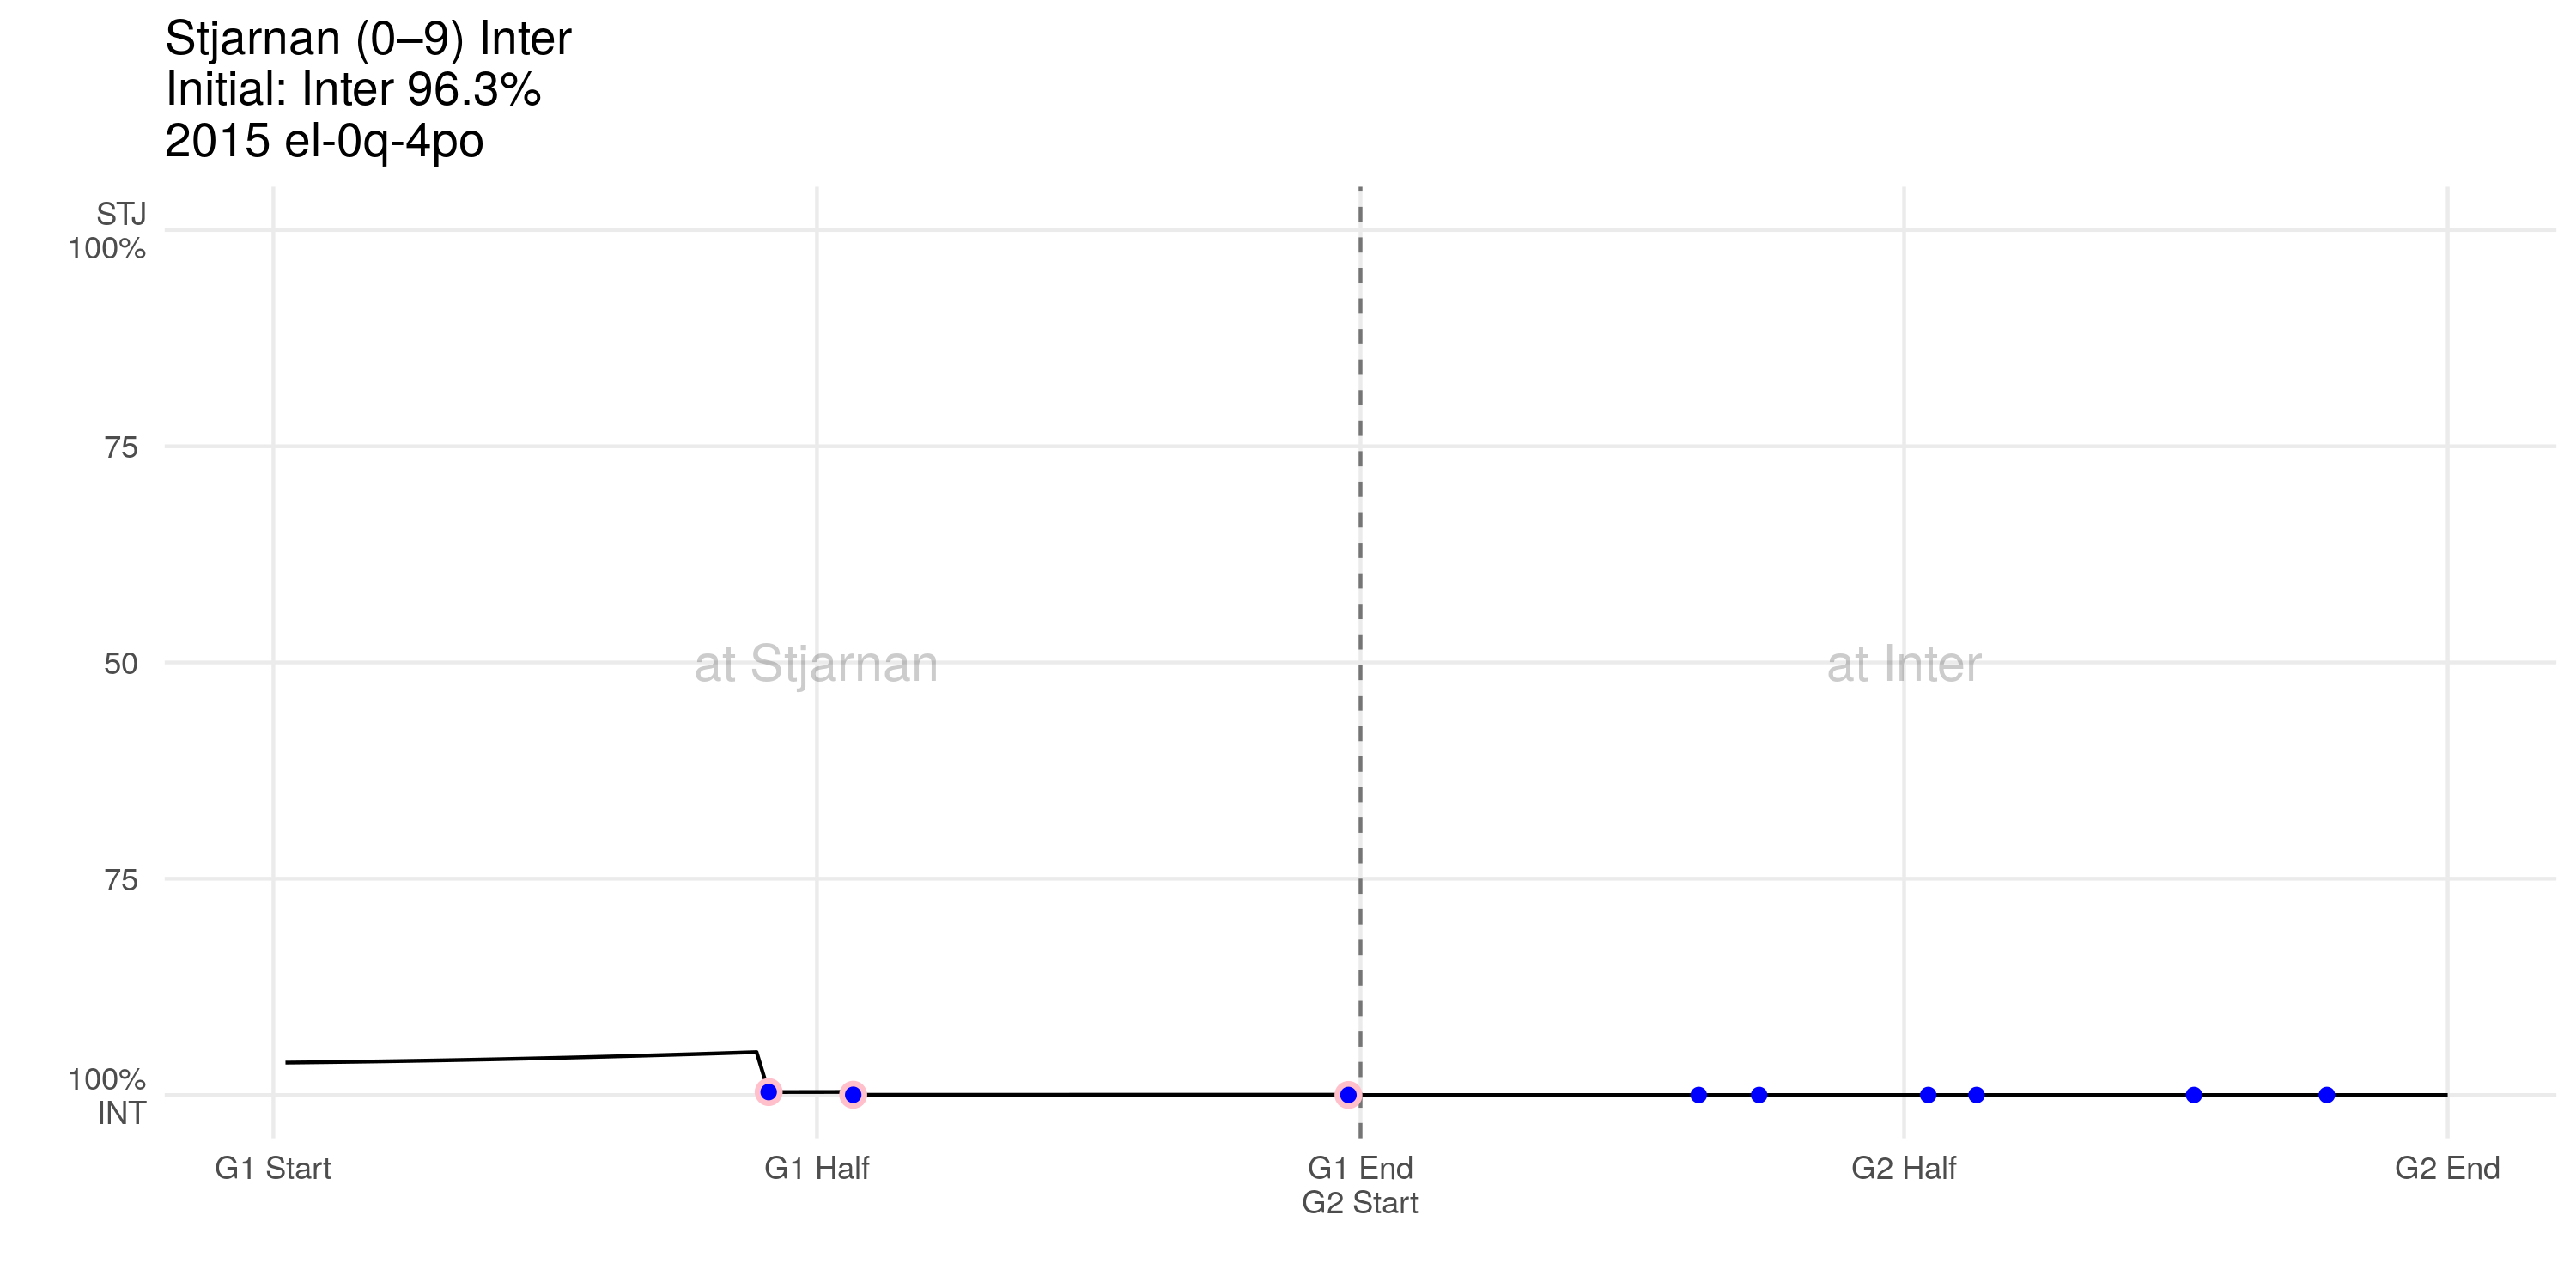 Stjarnan (0–9) Inter
Initial: Inter 96.3%
2015 el-0q-4po
STJ
100%
75
50
at Stjarnan
at Inter
75
100%
INT
G1 Start
G1 Half
G1 End
G2 Start
G2 Half
G2 End